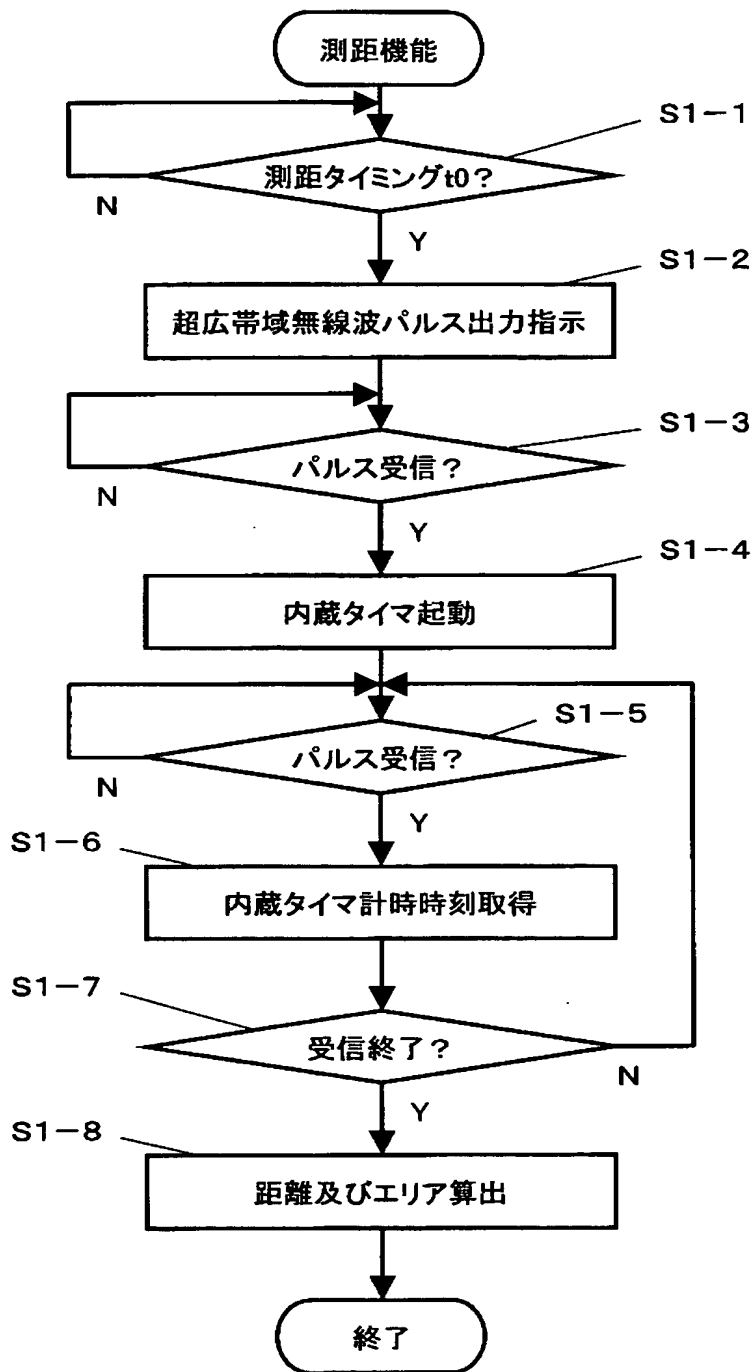 測距機能
S1-1
測距タイミングt0?
N
Y
S1-2
超広帯域無線波パルス出力指示
S1-3
パルス受信?
N
Y
S1-4
内蔵タイマ起動
S1-5
パルス受信?
N
Y
S1-6
内蔵タイマ計時時刻取得
S1-7
受信終了?
N
Y
S1-8
距離及びエリア算出
終了